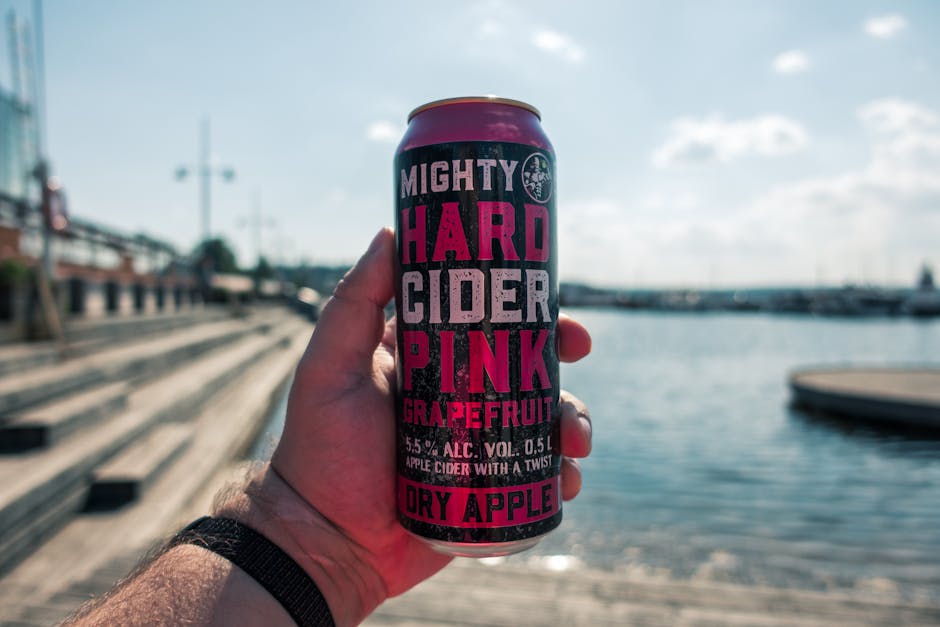 MIGHTY
HARD
CIDER
PINK
GRAPEFRUIT
5.5 % ALC. VOL. 0,5 L
APPLE CIDER WITH A TWIST
DRY APPLE